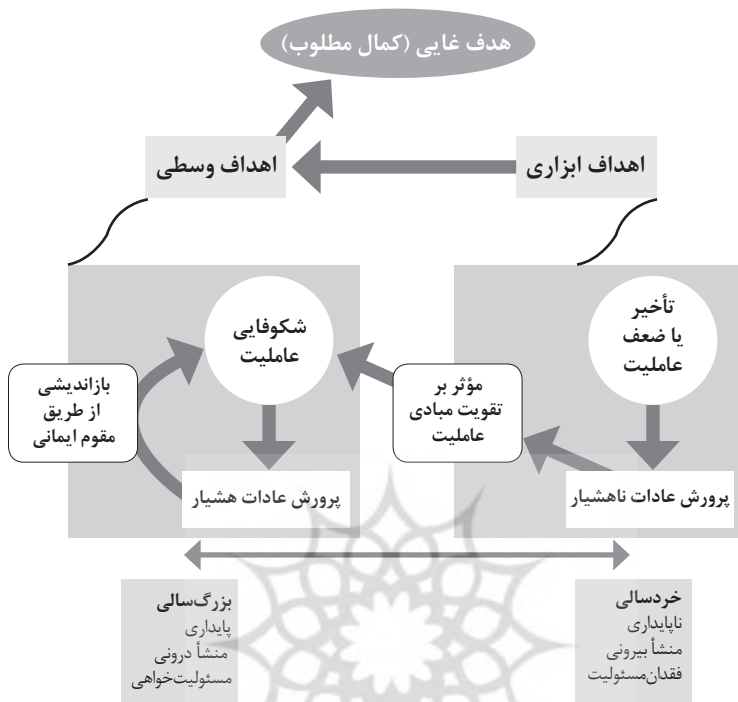 هدف غایی (کمال مطلوب)
اهداف ابزاری
اهداف وسطی
تأخیر
یا ضعف
عاملیت
شکوفایی
عاملیت
مؤثر بر
تقویت مبادی
عاملیت
بازاندیشی
از طریق
مقوم ایمانی
پرورش عادات ناهشیار
پرورش عادات هشیار
خردسالی
ناپایداری
منشأ بیرونی
فقدان‌مسئولیت
بزرگ‌سالی
پایداری
منشأ درونی
مسئولیت‌خواهی